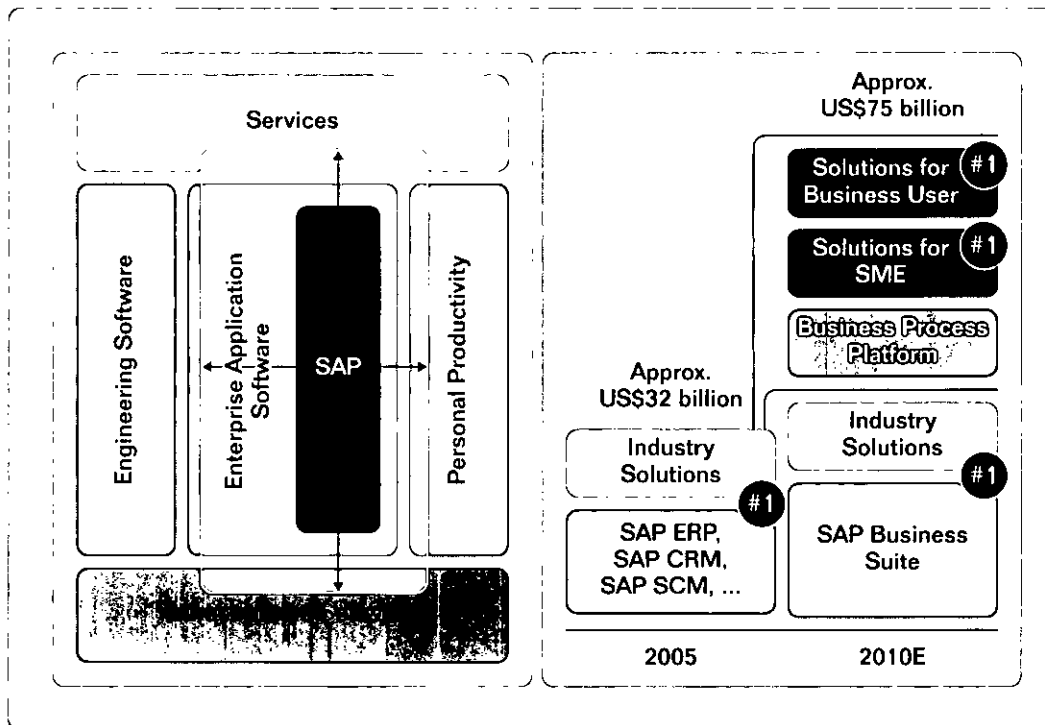 Services
Engineering Software
Enterprise Application
Software
SAP
Personal Productivity
Approx.
US$32 billion
Industry
Solutions
#1
SAP ERP,
SAP CRM,
SAP SCM, ...
2005
Approx.
US$75 billion
Solutions for
Business User
#1
Solutions for
SME
#1
Business Process
Platform
Industry
Solutions
#1
SAP Business
Suite
2010E